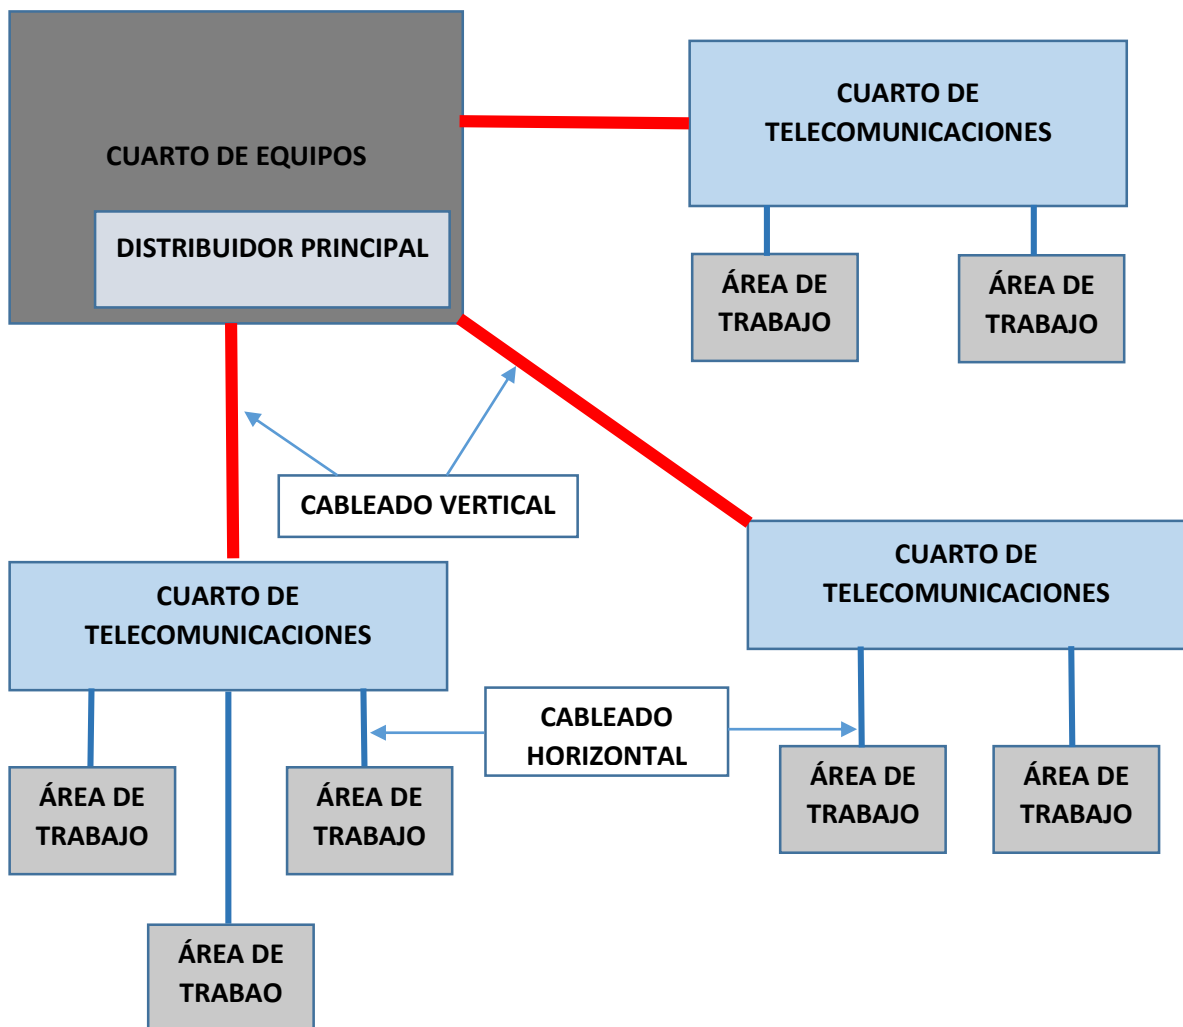 CUARTO DE EQUIPOS
DISTRIBUIDOR PRINCIPAL
CUARTO DE
TELECOMUNICACIONES
ÁREA DE
TRABAJO
ÁREA DE
TRABAJO
CABLEADO VERTICAL
CUARTO DE
TELECOMUNICACIONES
CUARTO DE
TELECOMUNICACIONES
CABLEADO
HORIZONTAL
ÁREA DE
TRABAJO
ÁREA DE
TRABAJO
ÁREA DE
TRABAJO
ÁREA DE
TRABAJO
ÁREA DE
TRABAO